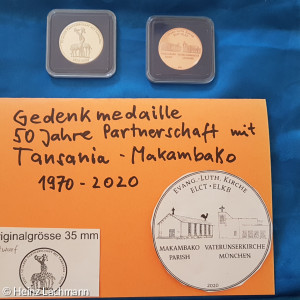 Gedenkmedaille
50 Jahre Partnerschaft mit
Tansania - Makambako
1970 - 2020
riginalgrösse 35 mm
EVANG.-LUTH. KIRCHE
ELCT - ELKB
MAKAMBAKO VATERUNSERKIRCHE
PARISH MÜNCHEN
2020
© Heinz Lachmann